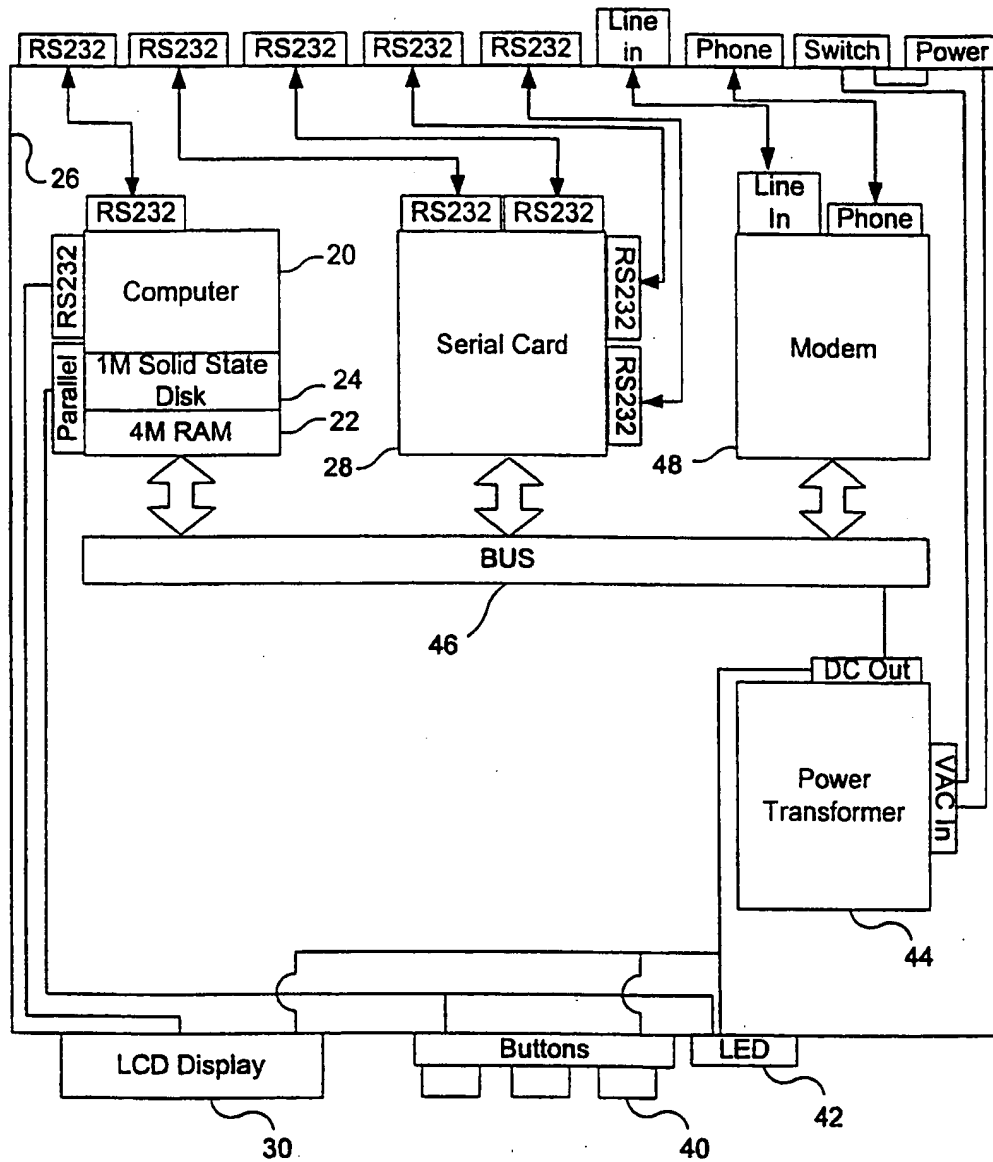 RS232 RS232 RS232 RS232 RS232 Line in Phone Switch Power
26
RS232 RS232 RS232 Line In Phone
RS232
Parallel
Computer
20
1M Solid State
Disk
24
4M RAM
22
Serial Card
28
RS232
RS232
Modem
48
BUS
46
DC Out
Power
Transformer
VAC In
44
LCD Display
30
Buttons
40
LED
42